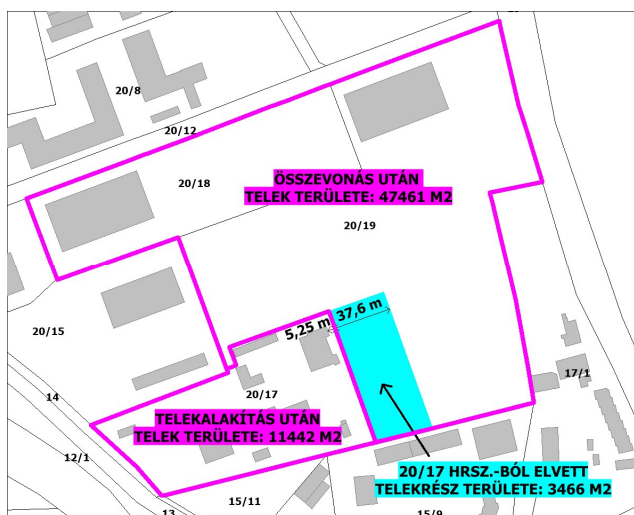 20/8
20/12
20/18
ÖSSZEVONÁS UTÁN
TELEK TERÜLETE: 47461 M2
20/19
37,6 m
5,25 m
20/15
14
20/17
17/1
TELEKALAKÍTÁS UTÁN
TELEK TERÜLETE: 11442 M2
12/1
20/17 HRSZ.-BÓL ELVETT
TELEKRÉSZ TERÜLETE: 3466 M2
15/11
13
15/9